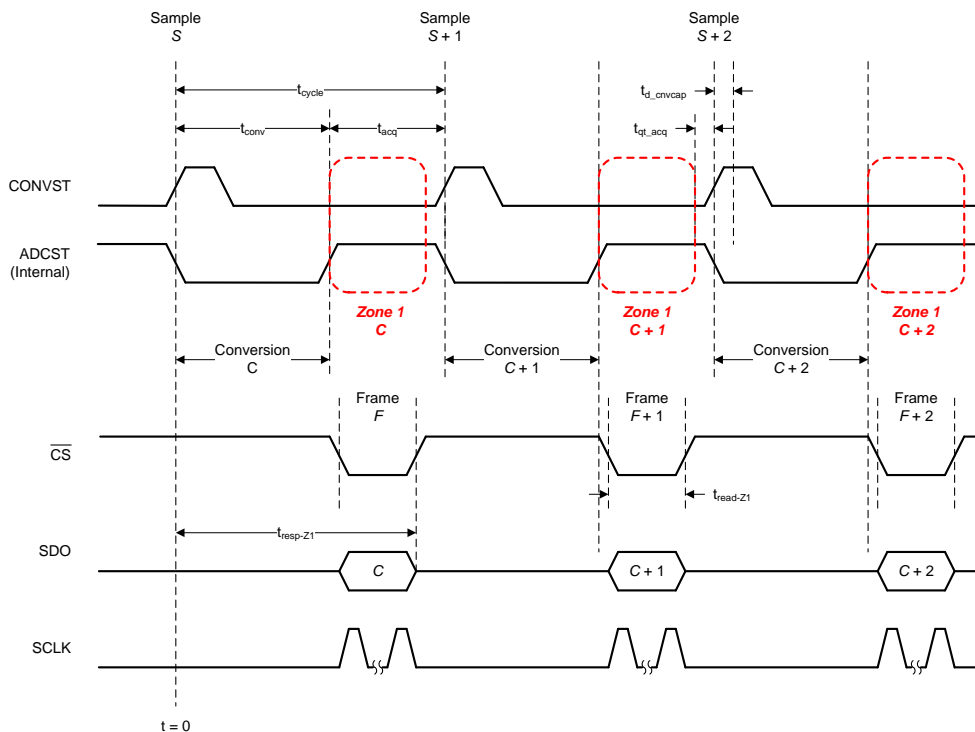 Sample
S
Sample
S + 1
Sample
S + 2
tcycle
td_cnvcap
tconv
tacq
tqt_acq
CONVST
ADCST
(Internal)
Zone 1
C
Zone 1
C + 1
Zone 1
C + 2
Conversion
C
Conversion
C + 1
Conversion
C + 2
Frame
F
Frame
F + 1
Frame
F + 2
CS
tread-Z1
tresp-Z1
SDO
C
C + 1
C + 2
SCLK
t = 0